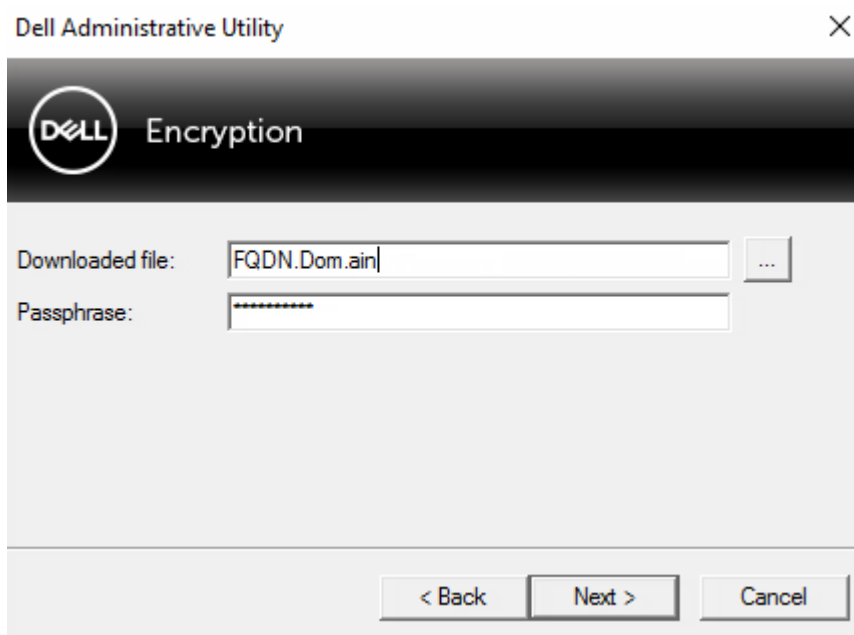 Dell Administrative Utility
DELL Encryption
Downloaded file: FQDN.Dom.ain ...
Passphrase: **********
< Back Next > Cancel